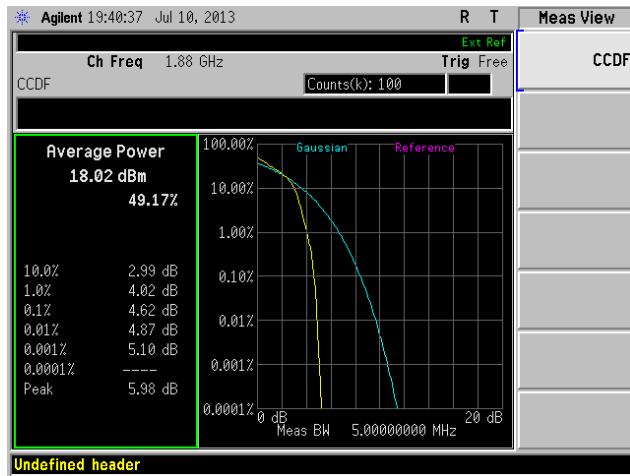 Agilent 19:40:37 Jul 10, 2013 R T Meas View
Ext Ref
Ch Freq 1.88 GHz Trig Free
CCDF
CCDF Counts(k): 100
Average Power
18.02 dBm
49.17%
10.0% 2.99 dB
1.0% 4.02 dB
0.1% 4.62 dB
0.01% 4.87 dB
0.001% 5.10 dB
0.0001% ----
Peak 5.98 dB
100.00% Gaussian Reference
10.00%
1.00%
0.10%
0.01%
0.001%
0.0001%
0 dB 20 dB
Meas BW 5.00000000 MHz
Undefined header